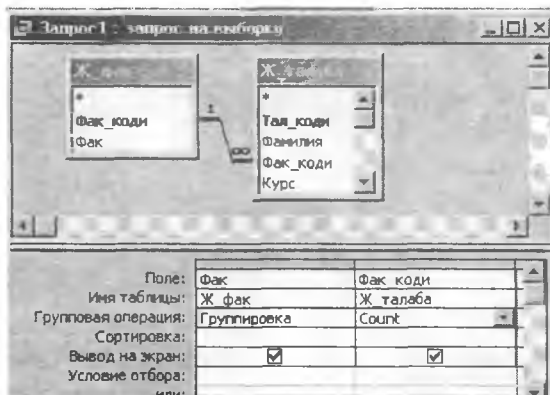 Запрос1 : запрос на выборку
*
Фак_коди
Фак
1
∞
*
Тал_коди
Фамилия
Фак_коди
Курс
Поле: Фак Фак_коди
Имя таблицы: Ж_фак Ж_талаба
Групповая операция: Группировка Count
Сортировка:
Вывод на экран:
Условие отбора:
или: